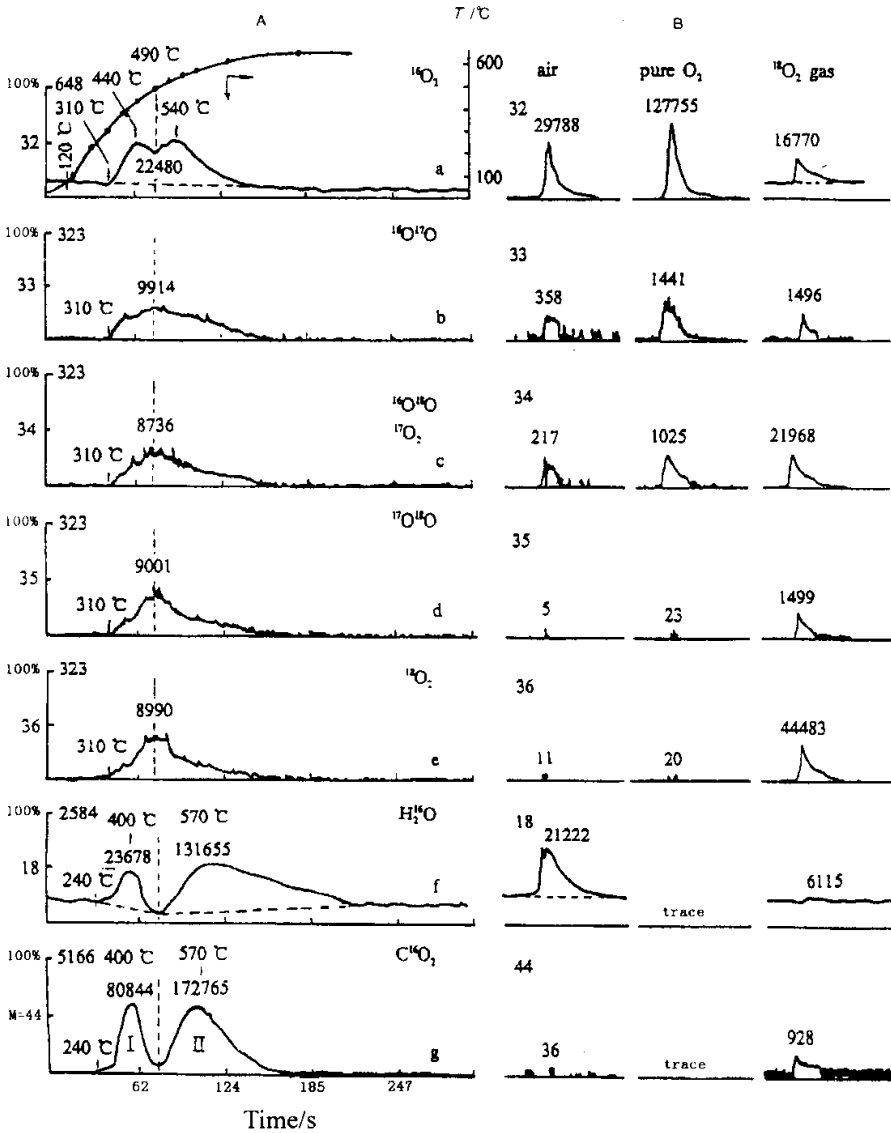 A
T /℃
B
490 ℃
¹⁶O₂
600
air
pure O₂
¹⁸O₂ gas
100%
648
440 ℃
310 ℃
540 ℃
32
120 ℃
22480
a
100
32
29788
127755
16770
100%
323
¹⁶O¹⁷O
33
33
310 ℃
9914
b
358
1441
1496
100%
323
¹⁶O¹⁸O
¹⁷O₂
34
34
310 ℃
8736
c
217
1025
21968
100%
323
¹⁷O¹⁸O
35
35
310 ℃
9001
d
5
23
1499
100%
323
¹⁸O₂
36
36
310 ℃
8990
e
11
20
44483
100%
2584
400 ℃
570 ℃
H₂¹⁶O
18
18
240 ℃
23678
131655
f
21222
trace
6115
100%
5166
400 ℃
570 ℃
C¹⁶O₂
44
M=44
80844
172765
240 ℃
I
II
g
36
trace
928
62
124
185
247
Time/s